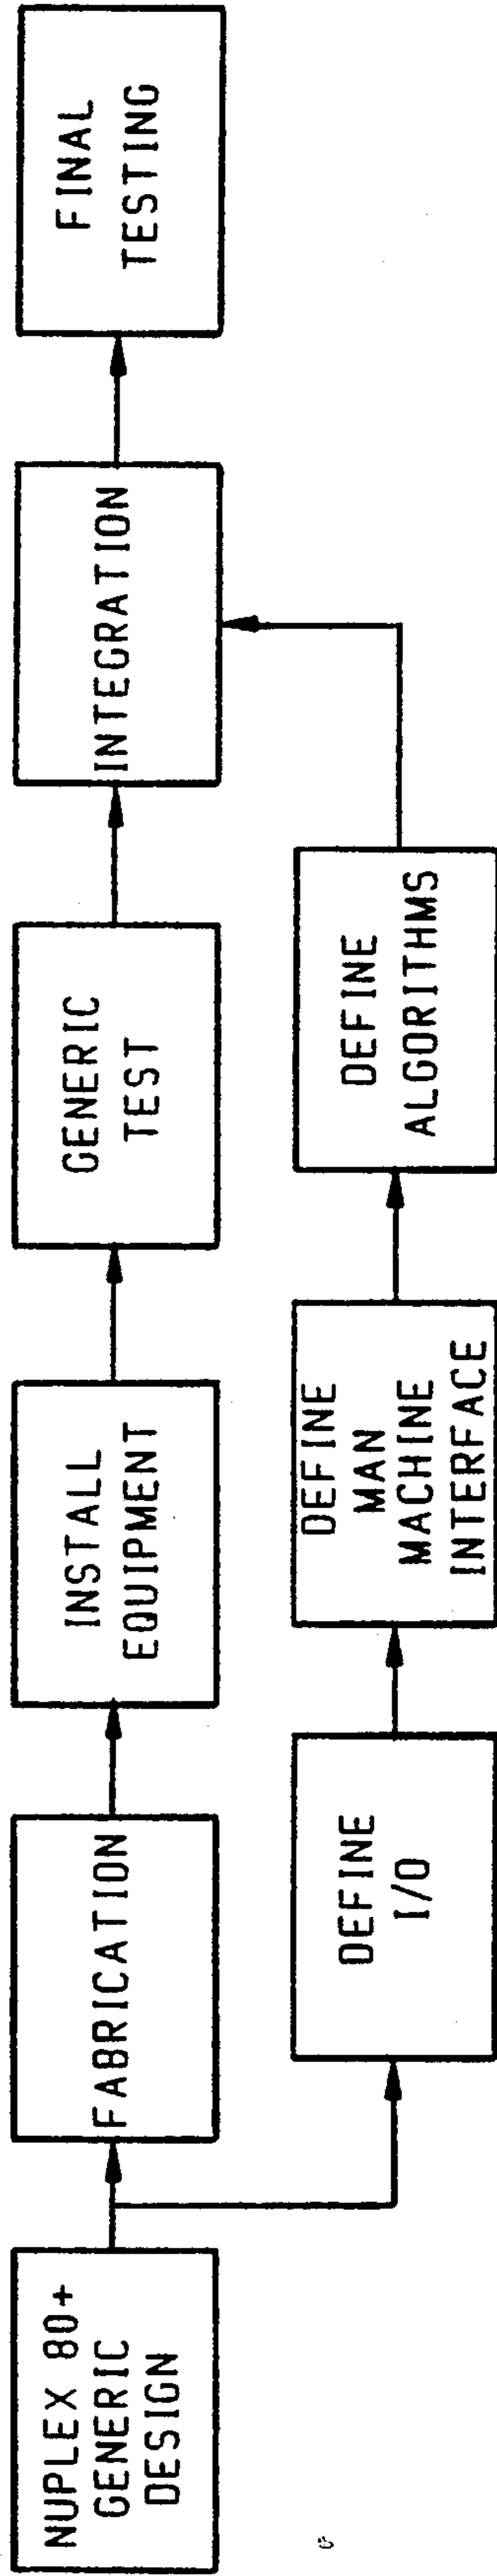 NUPLEX 80+
GENERIC
DESIGN
FABRICATION
INSTALL
EQUIPMENT
GENERIC
TEST
INTEGRATION
FINAL
TESTING
DEFINE
I/O
DEFINE
MAN
MACHINE
INTERFACE
DEFINE
ALGORITHMS